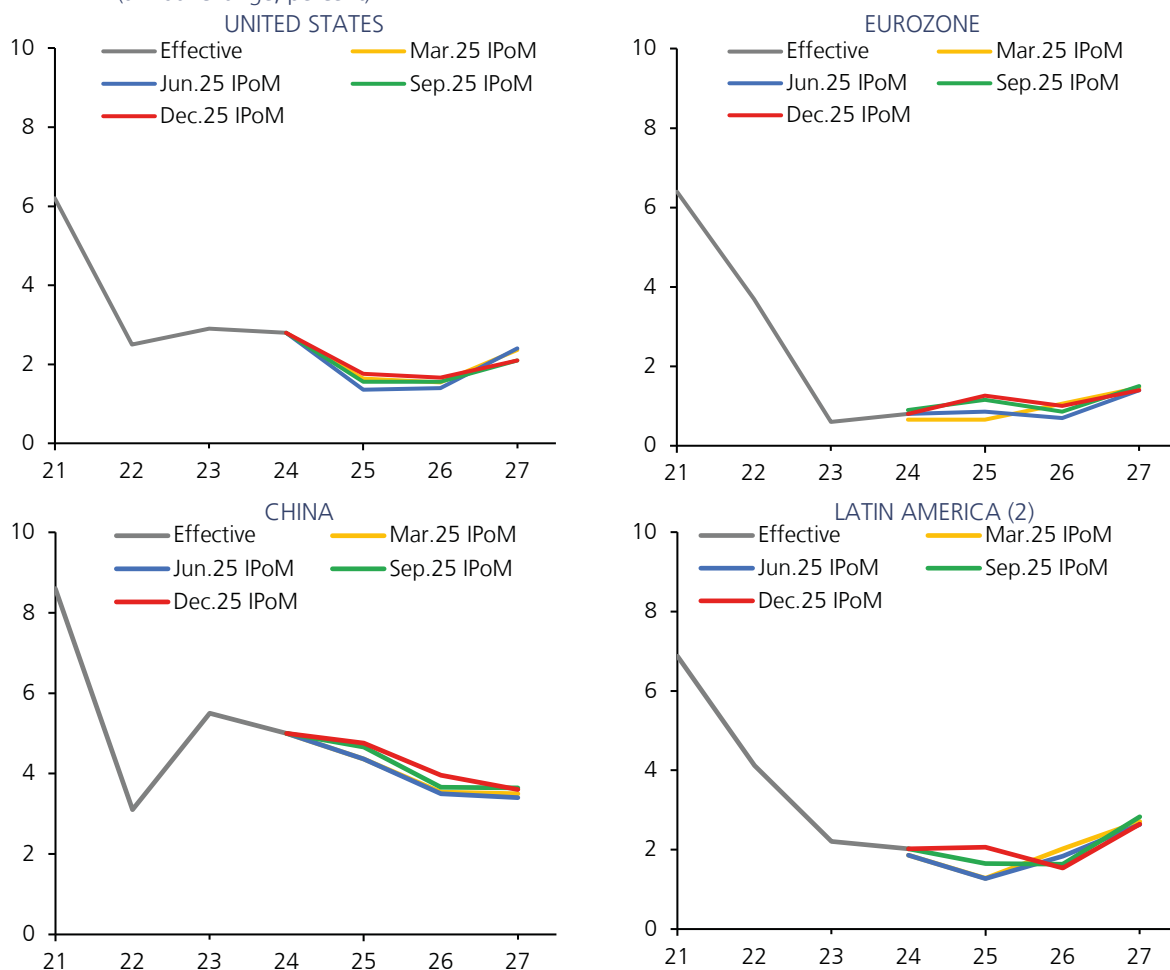 UNITED STATES
10
8
6
4
2
0
Effective
Mar.25 IPoM
Jun.25 IPoM
Sep.25 IPoM
Dec.25 IPoM
21 22 23 24 25 26 27
EUROZONE
10
8
6
4
2
0
Effective
Mar.25 IPoM
Jun.25 IPoM
Sep.25 IPoM
Dec.25 IPoM
21 22 23 24 25 26 27
CHINA
10
8
6
4
2
0
Effective
Mar.25 IPoM
Jun.25 IPoM
Sep.25 IPoM
Dec.25 IPoM
21 22 23 24 25 26 27
LATIN AMERICA (2)
10
8
6
4
2
0
Effective
Mar.25 IPoM
Jun.25 IPoM
Sep.25 IPoM
Dec.25 IPoM
21 22 23 24 25 26 27